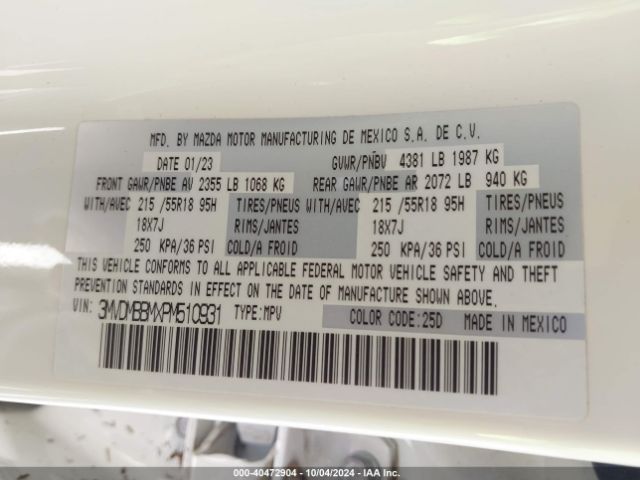 MFD. BY MAZDA MOTOR MANUFACTURING DE MEXICO S.A. DE C.V.
DATE 01/23 GVWR/PNBV 4381 LB 1987 KG
FRONT GAWR/PNBE AV 2355 LB 1068 KG REAR GAWR/PNBE AR 2072 LB 940 KG
WITH/AVEC 215 /55R18 95H TIRES/PNEUS WITH/AVEC 215 /55R18 95H TIRES/PNEUS
18X7J RIMS/JANTES 18X7J RIMS/JANTES
250 KPA/36 PSI COLD/A FROID 250 KPA/36 PSI COLD/A FROID
THIS VEHICLE CONFORMS TO ALL APPLICABLE FEDERAL MOTOR VEHICLE SAFETY AND THEFT
PREVENTION STANDARDS IN EFFECT ON THE DATE OF MANUFACTURE SHOWN ABOVE.
VIN: 3MVDMBBMXPM510931 TYPE:MPV COLOR CODE:25D MADE IN MEXICO
000-40472904 - 10/04/2024 - IAA Inc.